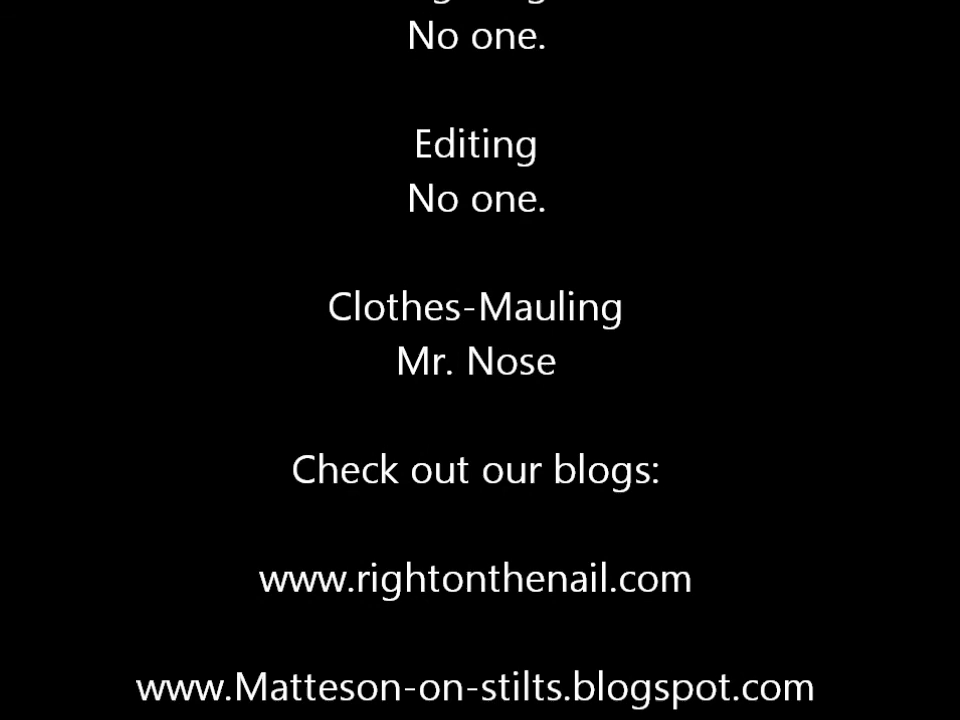 No one.
Editing
No one.
Clothes-Mauling
Mr. Nose
Check out our blogs:
www.rightonthenail.com
www.Matteson-on-stilts.blogspot.com